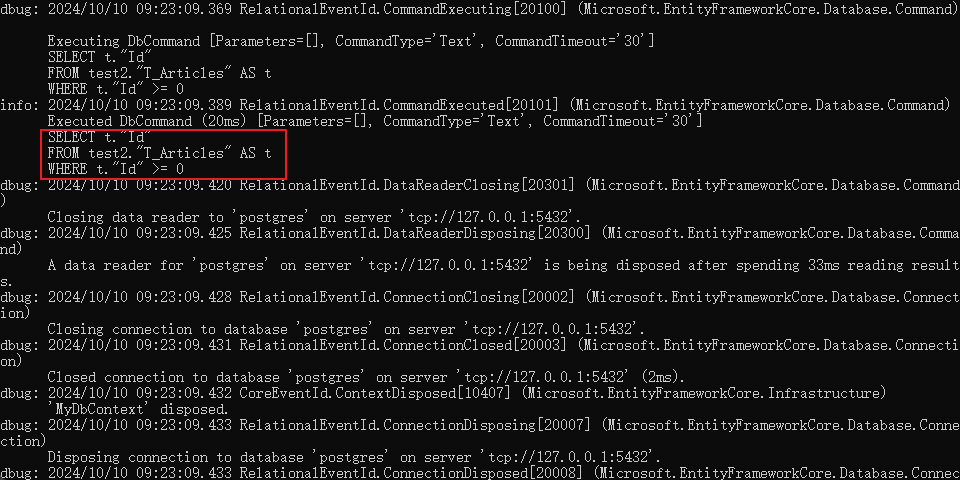 dbug: 2024/10/10 09:23:09.369 RelationalEventId.CommandExecuting[20100] (Microsoft.EntityFrameworkCore.Database.Command)
Executing DbCommand [Parameters=[], CommandType='Text', CommandTimeout='30']
SELECT t."Id"
FROM test2."T_Articles" AS t
WHERE t."Id" >= 0
info: 2024/10/10 09:23:09.389 RelationalEventId.CommandExecuted[20101] (Microsoft.EntityFrameworkCore.Database.Command)
Executed DbCommand (20ms) [Parameters=[], CommandType='Text', CommandTimeout='30']
SELECT t."Id"
FROM test2."T_Articles" AS t
WHERE t."Id" >= 0
dbug: 2024/10/10 09:23:09.420 RelationalEventId.DataReaderClosing[20301] (Microsoft.EntityFrameworkCore.Database.Command
)
Closing data reader to 'postgres' on server 'tcp://127.0.0.1:5432'.
dbug: 2024/10/10 09:23:09.425 RelationalEventId.DataReaderDisposing[20300] (Microsoft.EntityFrameworkCore.Database.Comma
nd)
A data reader for 'postgres' on server 'tcp://127.0.0.1:5432' is being disposed after spending 33ms reading result
s.
dbug: 2024/10/10 09:23:09.428 RelationalEventId.ConnectionClosing[20002] (Microsoft.EntityFrameworkCore.Database.Connect
ion)
Closing connection to database 'postgres' on server 'tcp://127.0.0.1:5432'.
dbug: 2024/10/10 09:23:09.431 RelationalEventId.ConnectionClosed[20003] (Microsoft.EntityFrameworkCore.Database.Connecti
on)
Closed connection to database 'postgres' on server 'tcp://127.0.0.1:5432' (2ms).
dbug: 2024/10/10 09:23:09.432 CoreEventId.ContextDisposed[10407] (Microsoft.EntityFrameworkCore.Infrastructure)
'MyDbContext' disposed.
dbug: 2024/10/10 09:23:09.433 RelationalEventId.ConnectionDisposing[20007] (Microsoft.EntityFrameworkCore.Database.Conne
ction)
Disposing connection to database 'postgres' on server 'tcp://127.0.0.1:5432'.
dbug: 2024/10/10 09:23:09.433 RelationalEventId.ConnectionDisposed[20008] (Microsoft.EntityFrameworkCore.Database.Connec